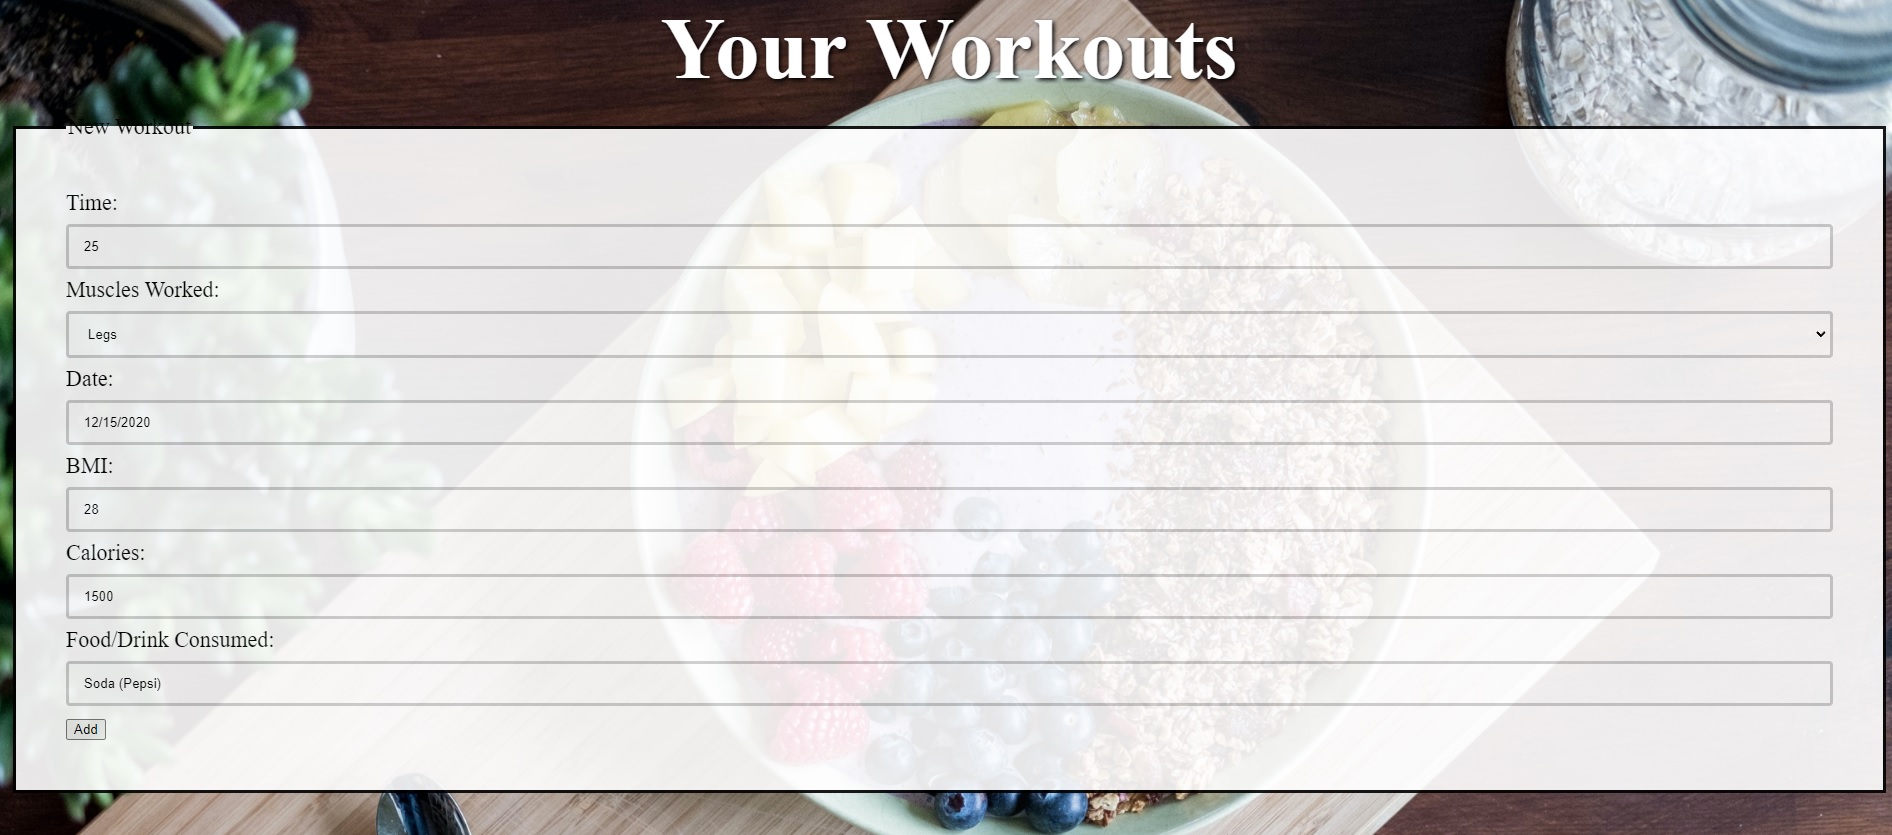 Your Workouts
New Workout
Time:
25
Muscles Worked:
Legs
Date:
12/15/2020
BMI:
28
Calories:
1500
Food/Drink Consumed:
Soda (Pepsi)
Add